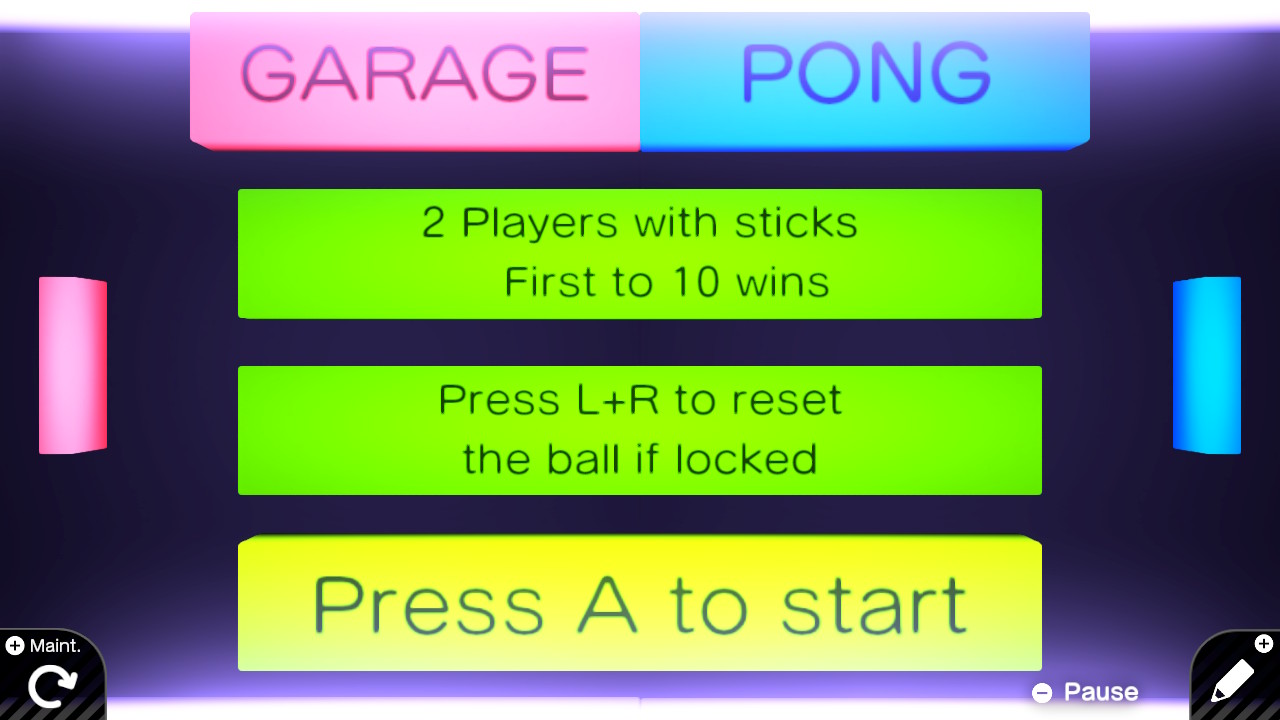 GARAGE PONG
2 Players with sticks
First to 10 wins
Press L+R to reset
the ball if locked
Press A to start
Maint.
Pause